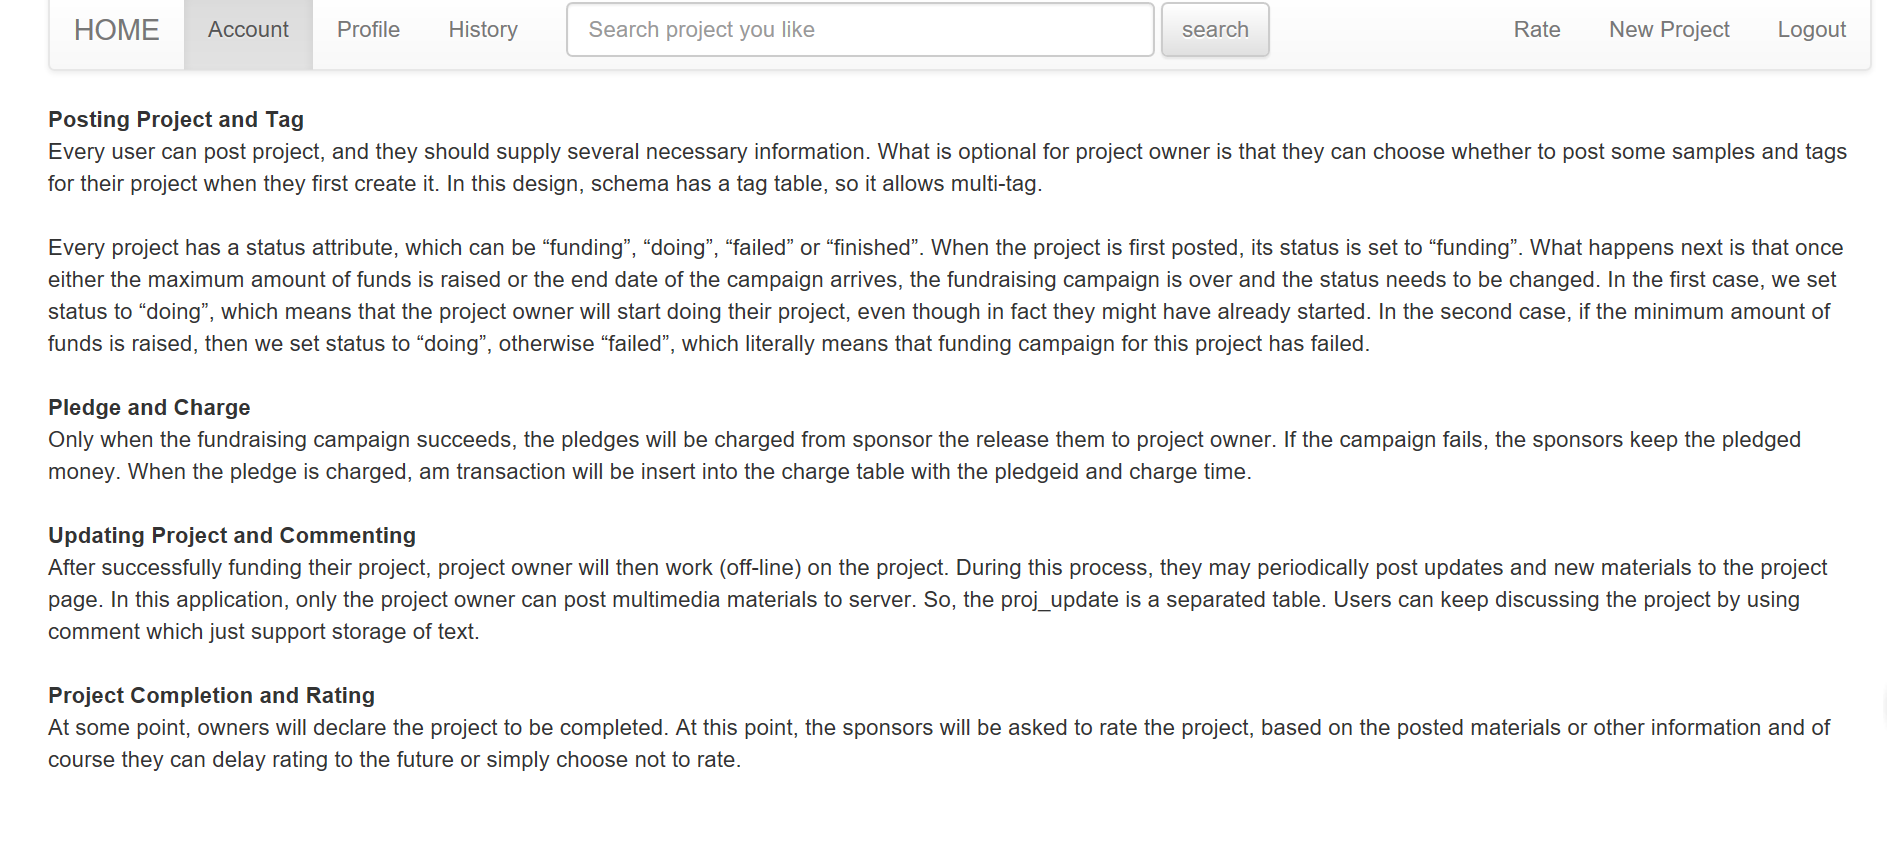 HOME Account Profile History Search project you like search Rate New Project Logout
Posting Project and Tag
Every user can post project, and they should supply several necessary information. What is optional for project owner is that they can choose whether to post some samples and tags
for their project when they first create it. In this design, schema has a tag table, so it allows multi-tag.
Every project has a status attribute, which can be “funding”, “doing”, “failed” or “finished”. When the project is first posted, its status is set to “funding”. What happens next is that once
either the maximum amount of funds is raised or the end date of the campaign arrives, the fundraising campaign is over and the status needs to be changed. In the first case, we set
status to “doing”, which means that the project owner will start doing their project, even though in fact they might have already started. In the second case, if the minimum amount of
funds is raised, then we set status to “doing”, otherwise “failed”, which literally means that funding campaign for this project has failed.
Pledge and Charge
Only when the fundraising campaign succeeds, the pledges will be charged from sponsor the release them to project owner. If the campaign fails, the sponsors keep the pledged
money. When the pledge is charged, am transaction will be insert into the charge table with the pledgeid and charge time.
Updating Project and Commenting
After successfully funding their project, project owner will then work (off-line) on the project. During this process, they may periodically post updates and new materials to the project
page. In this application, only the project owner can post multimedia materials to server. So, the proj_update is a separated table. Users can keep discussing the project by using
comment which just support storage of text.
Project Completion and Rating
At some point, owners will declare the project to be completed. At this point, the sponsors will be asked to rate the project, based on the posted materials or other information and of
course they can delay rating to the future or simply choose not to rate.